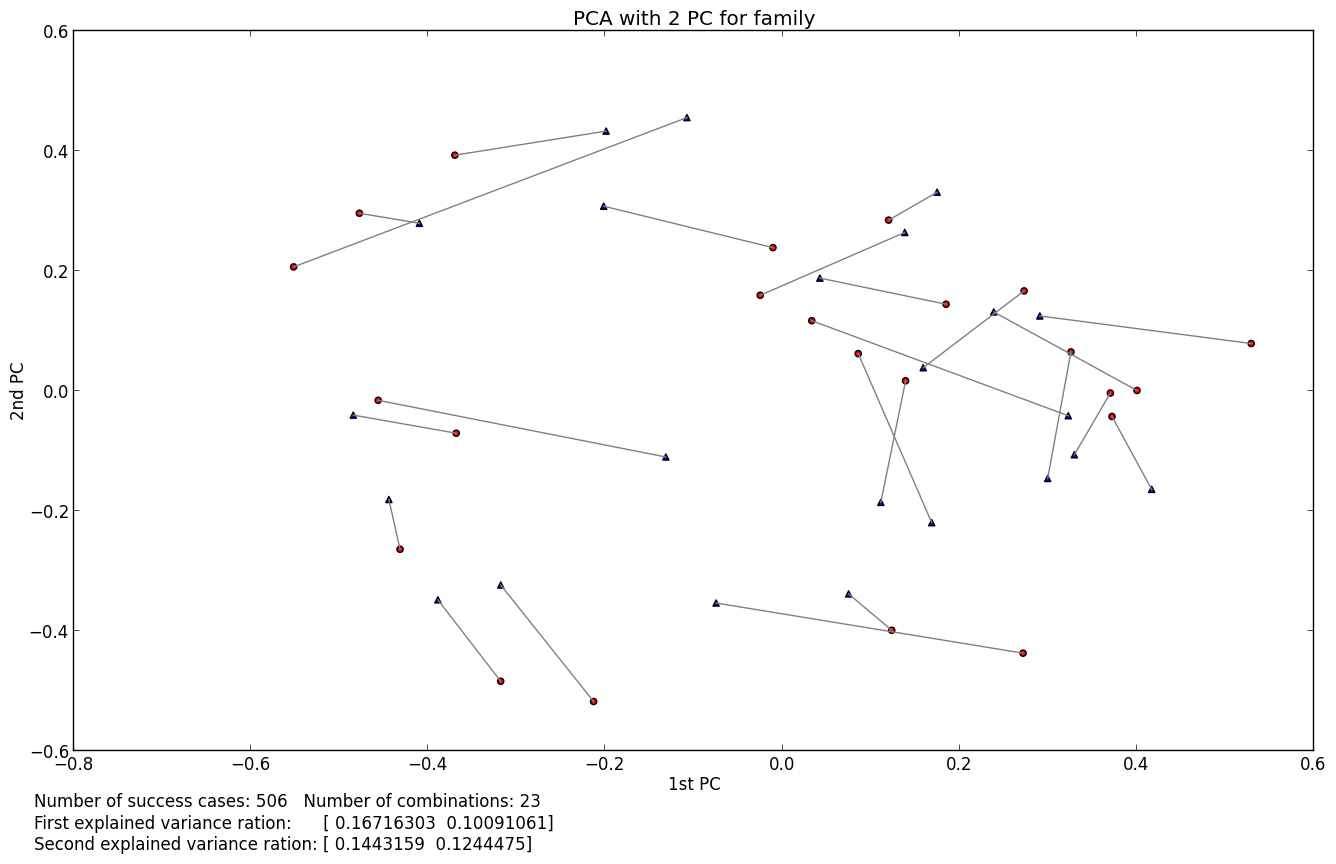 PCA with 2 PC for family
0.6
0.4
0.2
0.0
−0.2
−0.4
−0.6
2nd PC
−0.8 −0.6 −0.4 −0.2 0.0 0.2 0.4 0.6
1st PC
Number of success cases: 506 Number of combinations: 23
First explained variance ration: [ 0.16716303 0.10091061]
Second explained variance ration: [ 0.1443159 0.1244475]